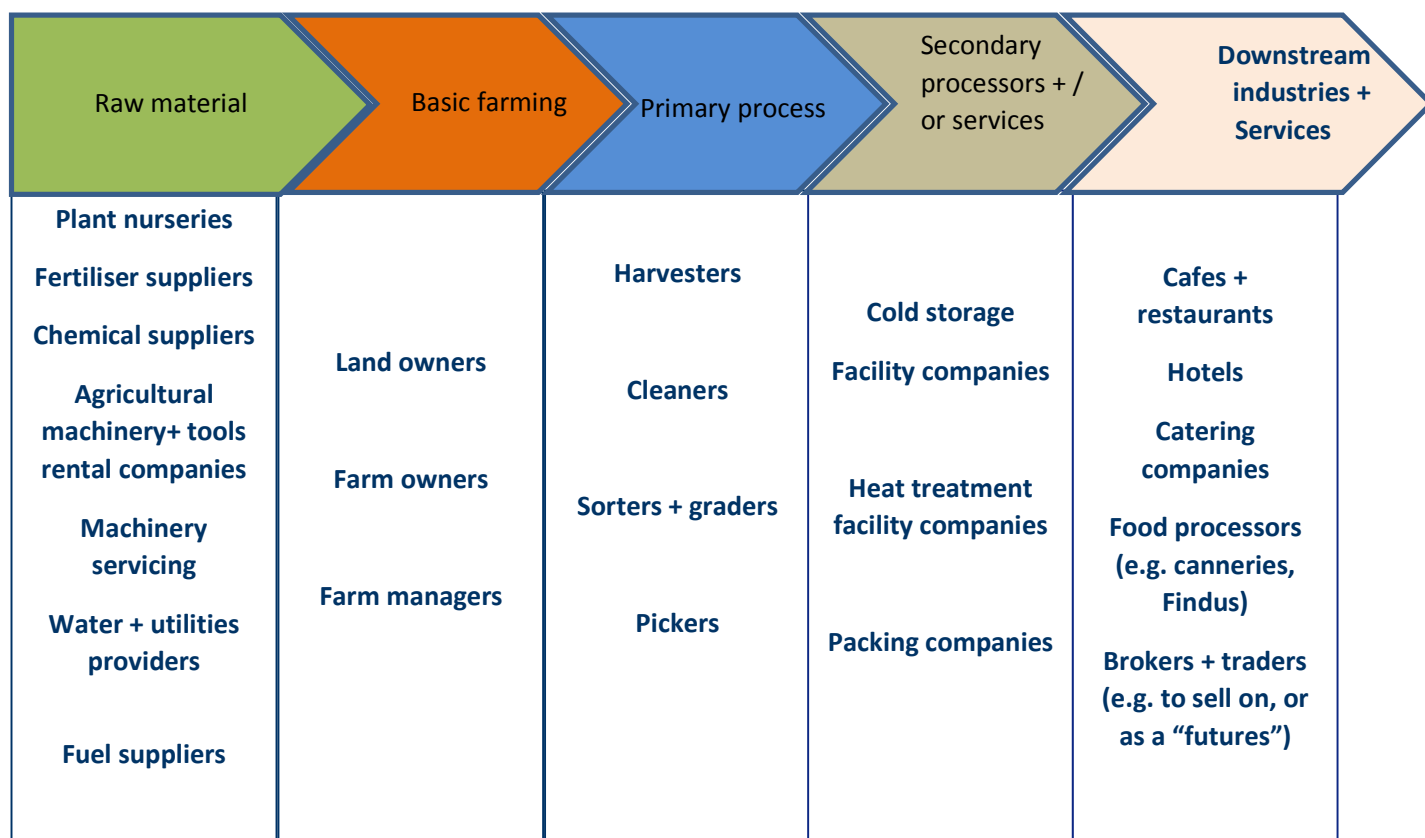 Raw material
Basic farming
Primary process
Secondary
processors + /
or services
Downstream
industries +
Services
Plant nurseries
Fertiliser suppliers
Chemical suppliers
Agricultural
machinery+ tools
rental companies
Machinery
servicing
Water + utilities
providers
Fuel suppliers
Land owners
Farm owners
Farm managers
Harvesters
Cleaners
Sorters + graders
Pickers
Cold storage
Facility companies
Heat treatment
facility companies
Packing companies
Cafes +
restaurants
Hotels
Catering
companies
Food processors
(e.g. canneries,
Findus)
Brokers + traders
(e.g. to sell on, or
as a “futures”)